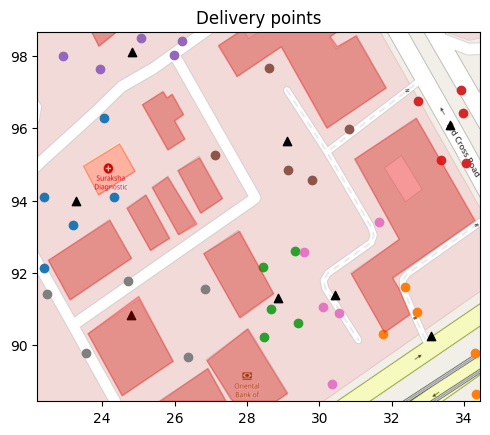 Delivery points
98
96
d Cross Road
Suraksha
Diagnostic
94
92
90
Oriental
Bank of
24
26
28
30
32
34